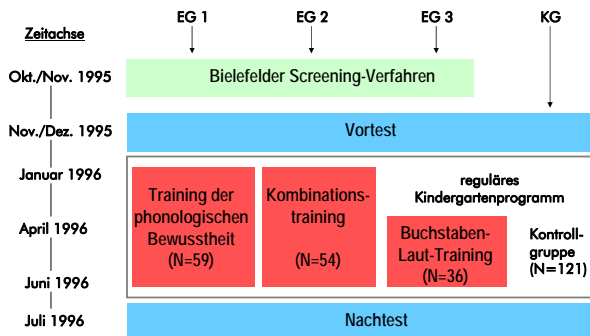 EG 1
EG 2
EG 3
KG
Zeitachse
Okt./Nov. 1995
Bielefelder Screening-Verfahren
Nov./Dez. 1995
Vortest
Januar 1996
April 1996
Juni 1996
Training der
phonologischen
Bewusstheit
(N=59)
Kombinations-
training
(N=54)
reguläres
Kindergartenprogramm
Buchstaben-
Laut-Training
(N=36)
Kontroll-
gruppe
(N=121)
Juli 1996
Nachtest